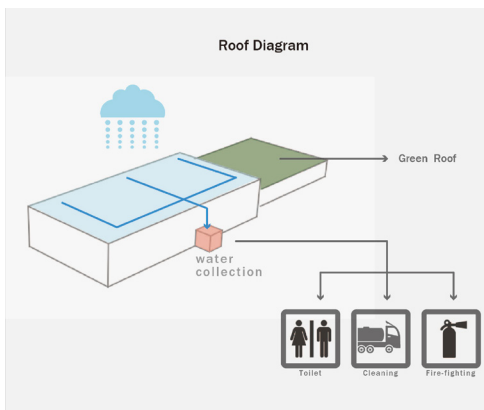 Roof Diagram
Green Roof
water
collection
Toilet
Cleaning
Fire-fighting